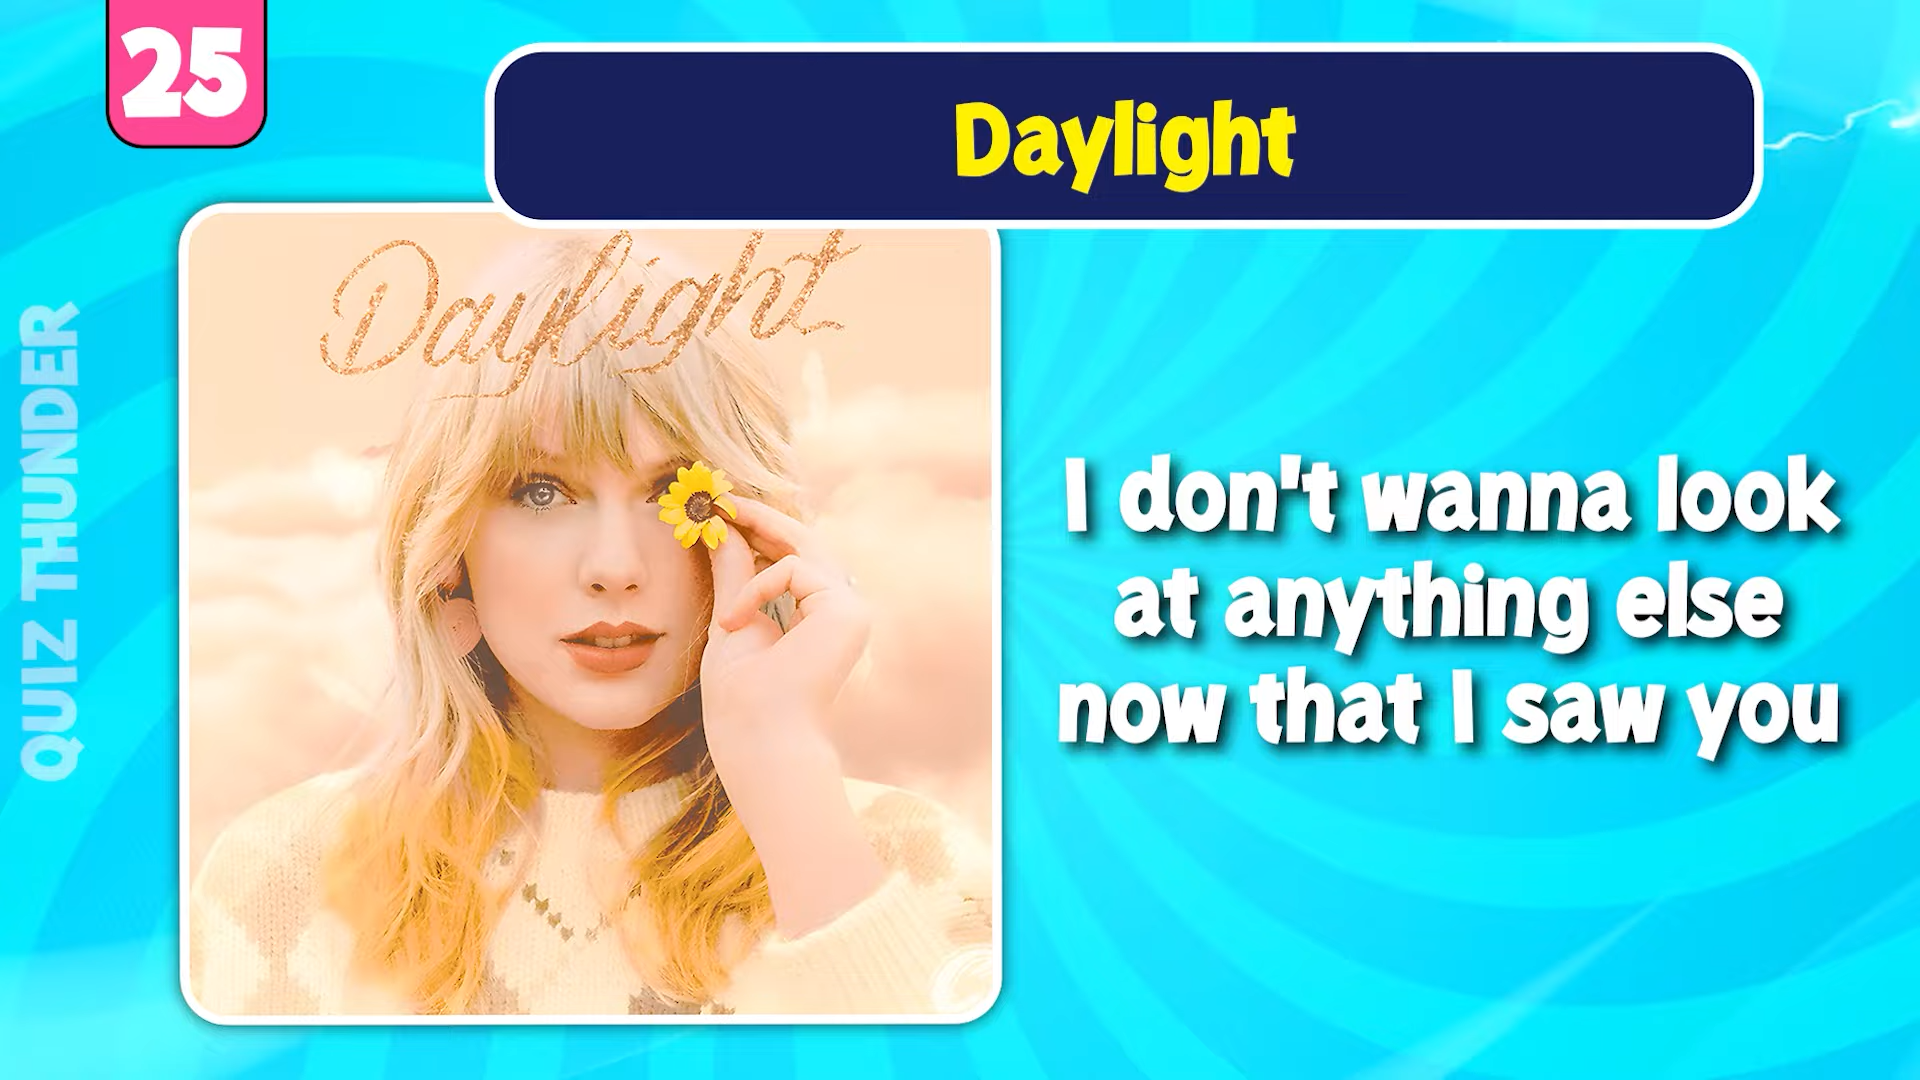 25
Daylight
Daylight
I don't wanna look
at anything else
now that I saw you
QUIZ THUNDER